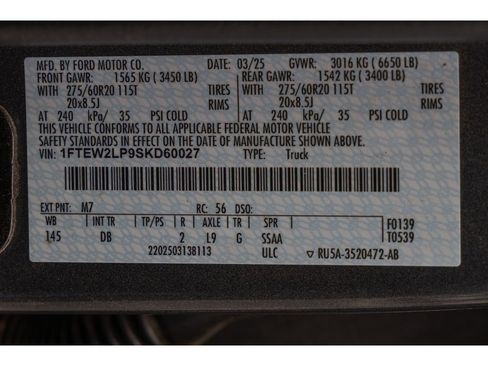 MFD. BY FORD MOTOR CO. DATE: 03/25 GVWR: 3016 KG (6650 LB)
FRONT GAWR: 1565 KG (3450 LB) REAR GAWR: 1542 KG (3400 LB)
WITH 275/60R20 115T TIRES WITH 275/60R20 115T TIRES
20x8.5J RIMS 20x8.5J RIMS
AT 240 kPa/ 35 PSI COLD AT 240 kPa/ 35 PSI COLD
THIS VEHICLE CONFORMS TO ALL APPLICABLE FEDERAL MOTOR VEHICLE
SAFETY STANDARDS IN EFFECT ON THE DATE OF MANUFACTURE SHOWN ABOVE.
VIN: 1FTEW2LP9SKD60027 TYPE: Truck
EXT PNT: M7 RC: 56 DSO:
WB INT TR TP/PS R AXLE TR SPR F0139
145 DB 2 L9 G SSAA T0539
2202503138113 ULC RU5A-3520472-AB